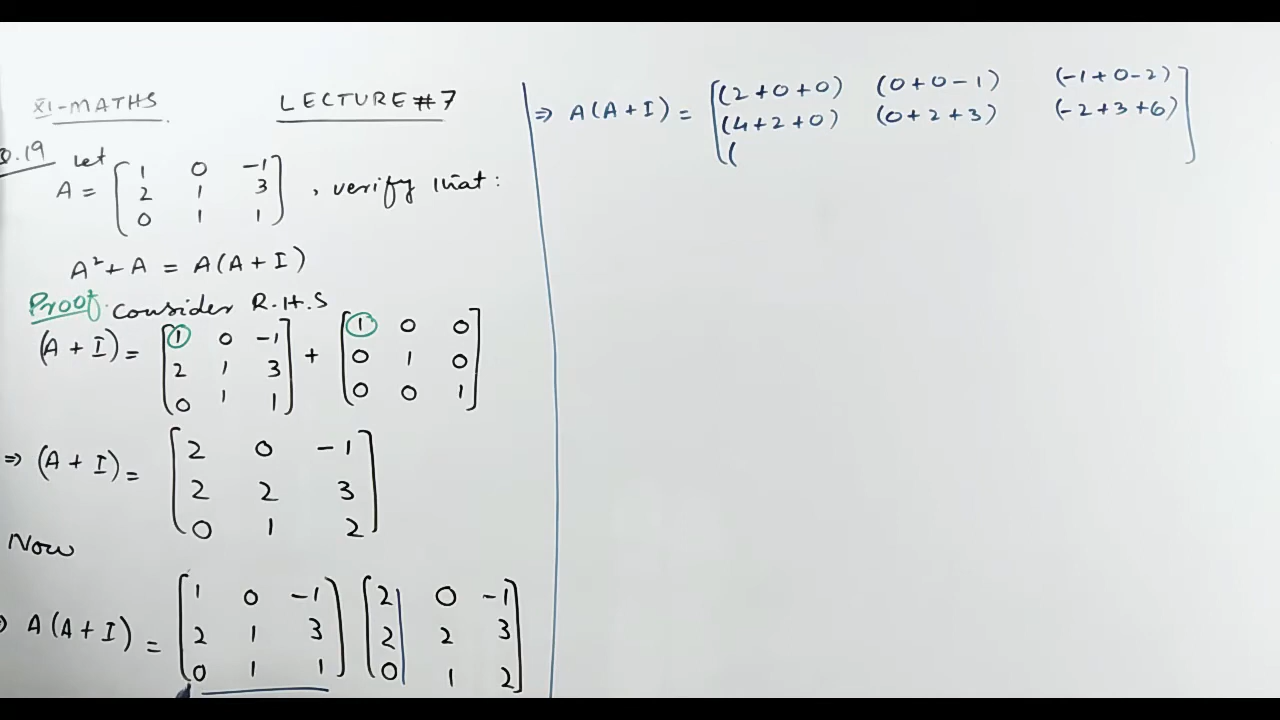 XI-MATHS LECTURE#7
Q.19 Let
A = [1 0 -1
2 1 3
0 1 1] , verify that:
A² + A = A(A+I)
Proof. Consider R.H.S
(A+I) = [1 0 -1
2 1 3
0 1 1] + [1 0 0
0 1 0
0 0 1]
⇒ (A+I) = [2 0 -1
2 2 3
0 1 2]
Now
⇒ A(A+I) = [1 0 -1
2 1 3
0 1 1] [2 0 -1
2 2 3
0 1 2]
⇒ A(A+I) = [(2+0+0) (0+0-1) (-1+0-2)
(4+2+0) (0+2+3) (-2+3+6)
( ]